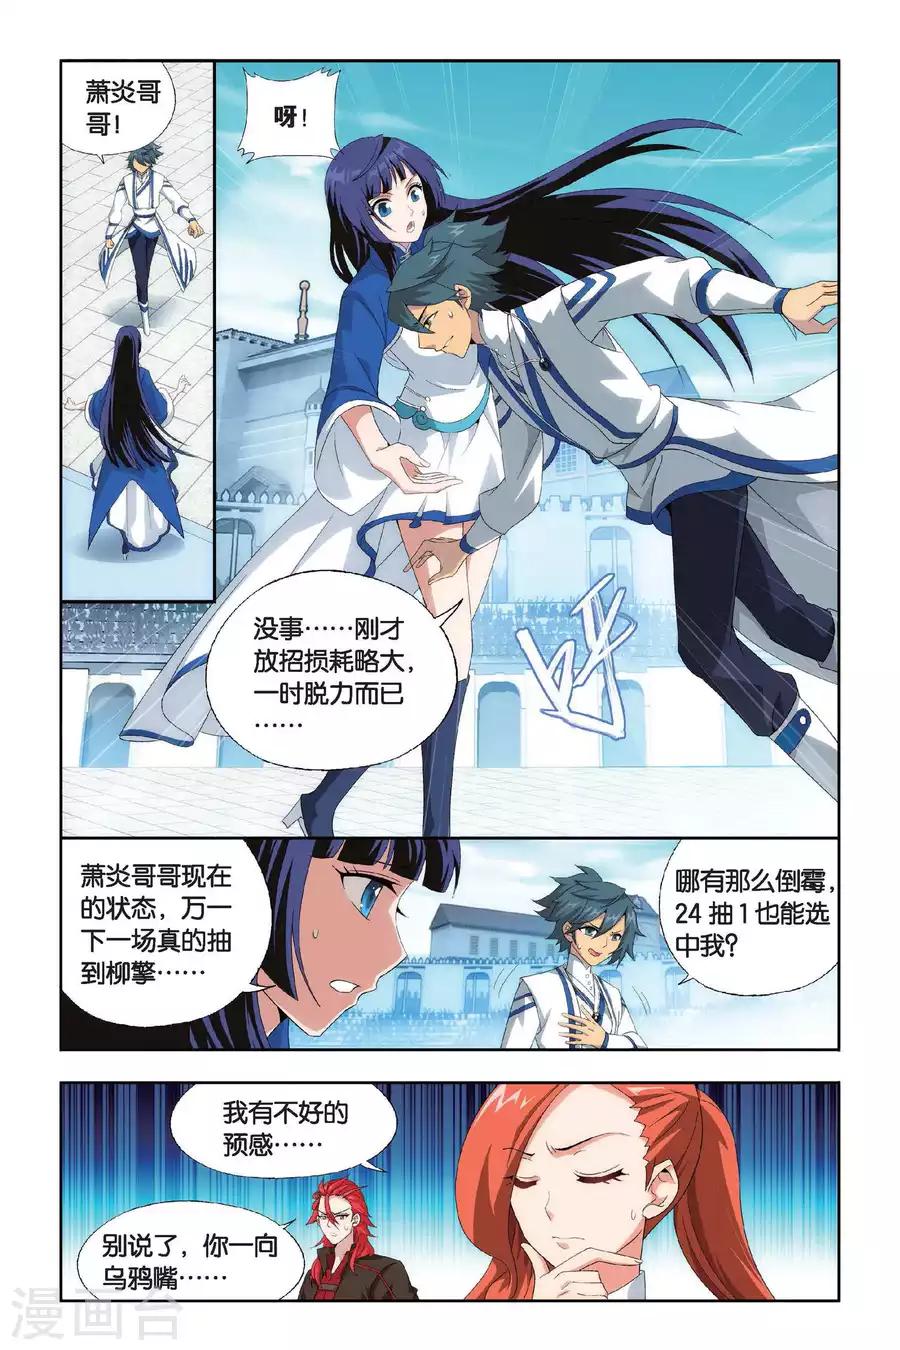 萧炎哥
哥！
呀！
没事……刚才
放招损耗略大，
一时脱力而已
……
呀
萧炎哥哥现在
的状态，万一
下一场真的抽
到柳擎……
哪有那么倒霉，
24 抽 1 也能选
中我？
我有不好的
预感……
别说了，你一向
乌鸦嘴……
漫画台